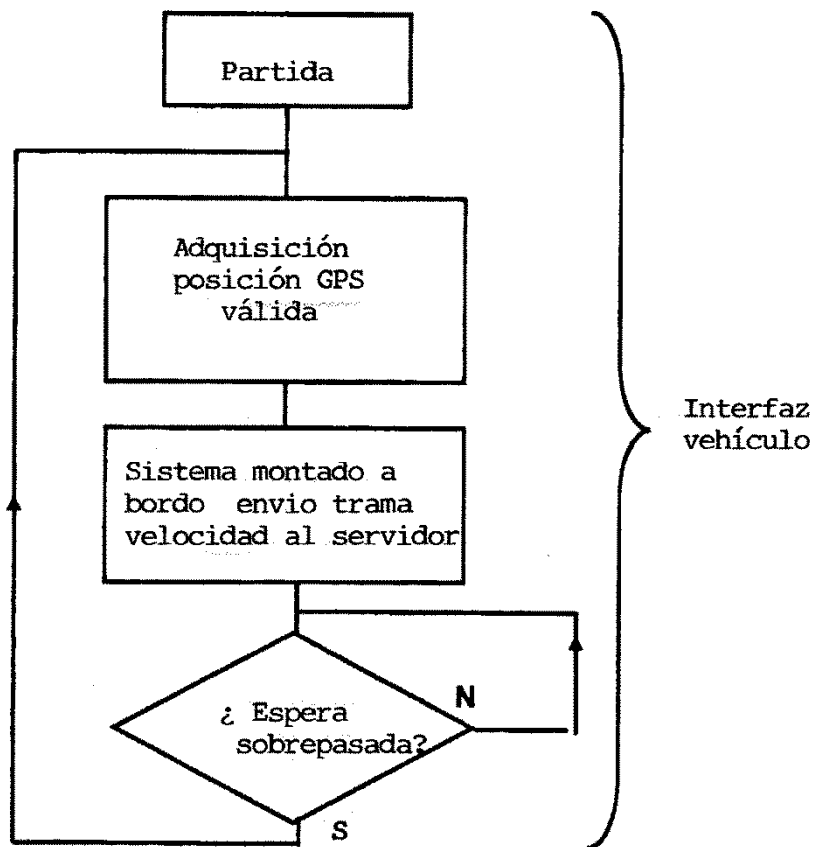 Partida
Adquisición
posición GPS
válida
Sistema montado a
bordo envio trama
velocidad al servidor
¿ Espera
sobrepasada?
N
S
Interfaz
vehículo